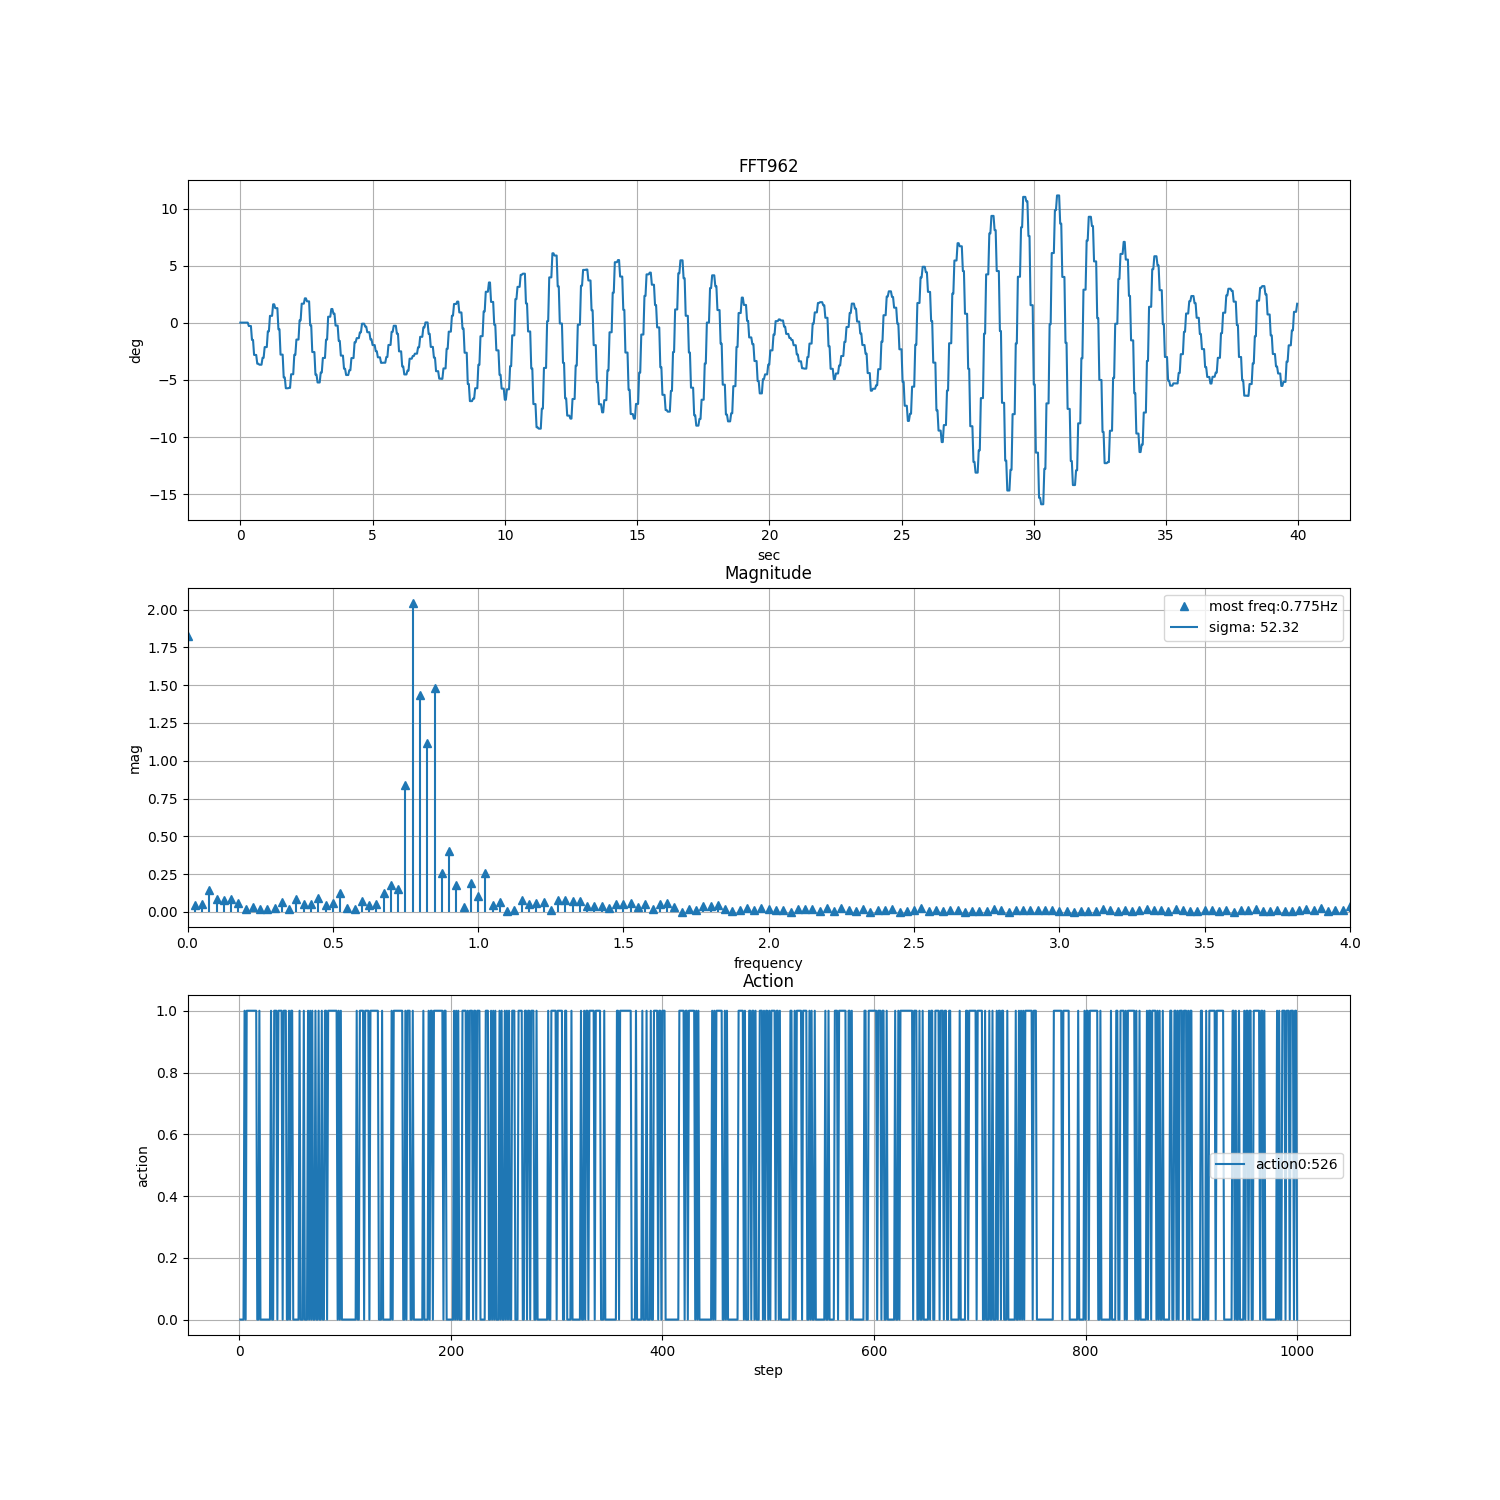 FFT962
10
5
0
−5
−10
−15
deg
0 5 10 15 20 25 30 35 40
sec
Magnitude
2.00
1.75
1.50
1.25
1.00
0.75
0.50
0.25
0.00
mag
most freq:0.775Hz
sigma: 52.32
0.0 0.5 1.0 1.5 2.0 2.5 3.0 3.5 4.0
frequency
Action
1.0
0.8
0.6
0.4
0.2
0.0
action
action0:526
0 200 400 600 800 1000
step